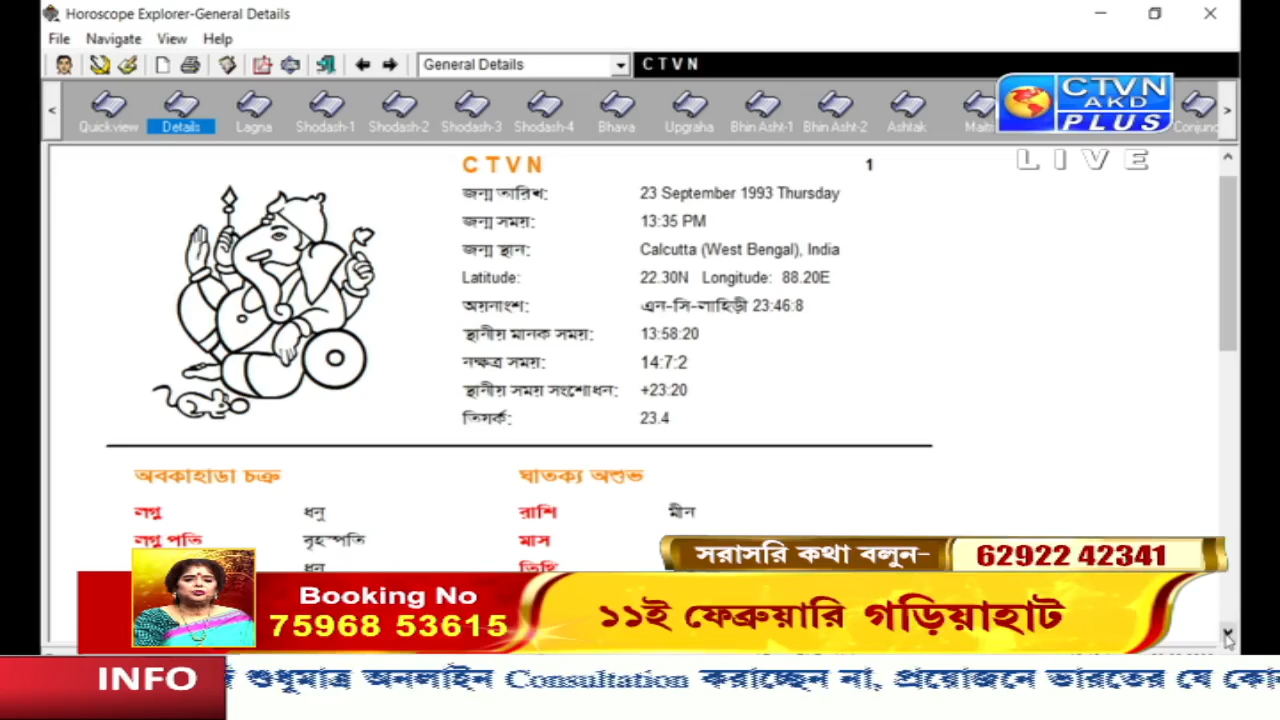 Horoscope Explorer-General Details
File Navigate View Help
General Details
C T V N
Quickview Details Lagna Shodash-1 Shodash-2 Shodash-3 Shodash-4 Bhava Upgraha Bhin Asht-1 Bhin Asht-2 Ashtak
CTVN
AKD
PLUS
LIVE
C T V N 1
জন্ম তারিখ: 23 September 1993 Thursday
জন্ম সময়: 13:35 PM
জন্ম স্থান: Calcutta (West Bengal), India
Latitude: 22.30N Longitude: 88.20E
অয়নাংশ: এন-সি-লাহিড়ী 23:46:8
স্থানীয় মানক সময়: 13:58:20
নক্ষত্র সময়: 14:7:2
স্থানীয় সময় সংশোধন: +23:20
তির্যক: 23.4
অবকাহাডা চক্র ঘাতক্য অশুভ
লগ্ন ধনু রাশি মীন
লগ্ন পতি বৃহস্পতি মাস
ধনু তিথি
সরাসরি কথা বলুন- 62922 42341
Booking No
75968 53615
১১ই ফেব্রুয়ারি গড়িয়াহাট
INFO শুধুমাত্র অনলাইন Consultation করাচ্ছেন না, প্রয়োজনে ভারতের যে